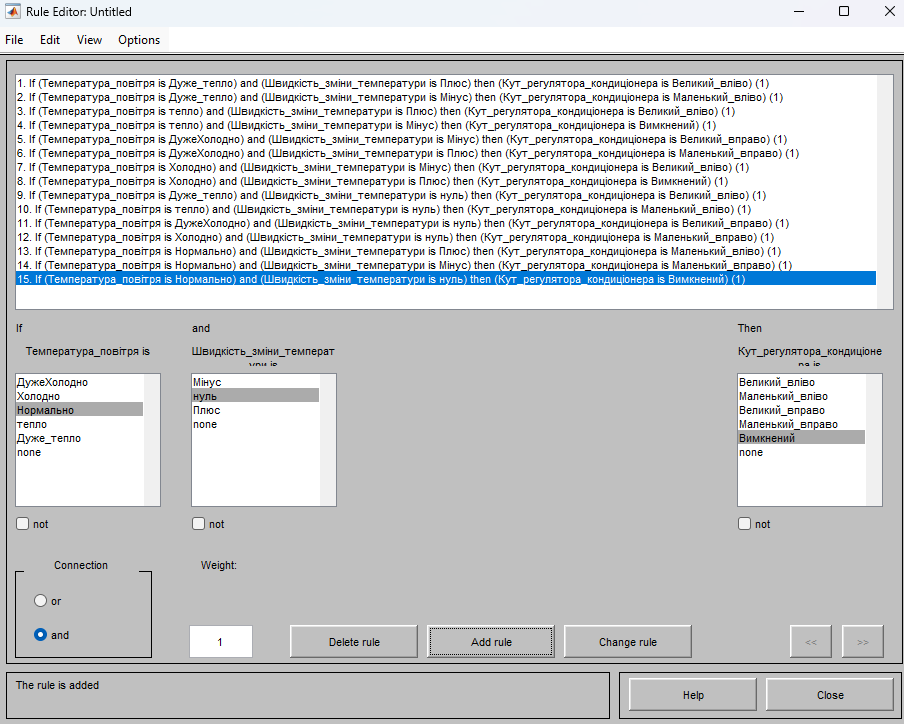 Rule Editor: Untitled
File Edit View Options
1. If (Температура_повітря is Дуже_тепло) and (Швидкість_зміни_температури is Плюс) then (Кут_регулятора_кондиціонера is Великий_вліво) (1)
2. If (Температура_повітря is Дуже_тепло) and (Швидкість_зміни_температури is Мінус) then (Кут_регулятора_кондиціонера is Маленький_вліво) (1)
3. If (Температура_повітря is тепло) and (Швидкість_зміни_температури is Плюс) then (Кут_регулятора_кондиціонера is Великий_вліво) (1)
4. If (Температура_повітря is тепло) and (Швидкість_зміни_температури is Мінус) then (Кут_регулятора_кондиціонера is Вимкнений) (1)
5. If (Температура_повітря is ДужеХолодно) and (Швидкість_зміни_температури is Мінус) then (Кут_регулятора_кондиціонера is Великий_вправо) (1)
6. If (Температура_повітря is ДужеХолодно) and (Швидкість_зміни_температури is Плюс) then (Кут_регулятора_кондиціонера is Маленький_вправо) (1)
7. If (Температура_повітря is Холодно) and (Швидкість_зміни_температури is Мінус) then (Кут_регулятора_кондиціонера is Великий_вліво) (1)
8. If (Температура_повітря is Холодно) and (Швидкість_зміни_температури is Плюс) then (Кут_регулятора_кондиціонера is Вимкнений) (1)
9. If (Температура_повітря is Дуже_тепло) and (Швидкість_зміни_температури is нуль) then (Кут_регулятора_кондиціонера is Великий_вліво) (1)
10. If (Температура_повітря is тепло) and (Швидкість_зміни_температури is нуль) then (Кут_регулятора_кондиціонера is Маленький_вліво) (1)
11. If (Температура_повітря is ДужеХолодно) and (Швидкість_зміни_температури is нуль) then (Кут_регулятора_кондиціонера is Великий_вправо) (1)
12. If (Температура_повітря is Холодно) and (Швидкість_зміни_температури is нуль) then (Кут_регулятора_кондиціонера is Маленький_вправо) (1)
13. If (Температура_повітря is Нормально) and (Швидкість_зміни_температури is Плюс) then (Кут_регулятора_кондиціонера is Маленький_вліво) (1)
14. If (Температура_повітря is Нормально) and (Швидкість_зміни_температури is Мінус) then (Кут_регулятора_кондиціонера is Маленький_вправо) (1)
15. If (Температура_повітря is Нормально) and (Швидкість_зміни_температури is нуль) then (Кут_регулятора_кондиціонера is Вимкнений) (1)
If
Температура_повітря is
ДужеХолодно
Холодно
Нормально
тепло
Дуже_тепло
none
not
and
Швидкість_зміни_температ
ури is
Мінус
нуль
Плюс
none
not
Then
Кут_регулятора_кондиціоне
ра is
Великий_вліво
Маленький_вліво
Великий_вправо
Маленький_вправо
Вимкнений
none
not
Connection
or
and
Weight:
1
Delete rule
Add rule
Change rule
<<
>>
The rule is added
Help
Close